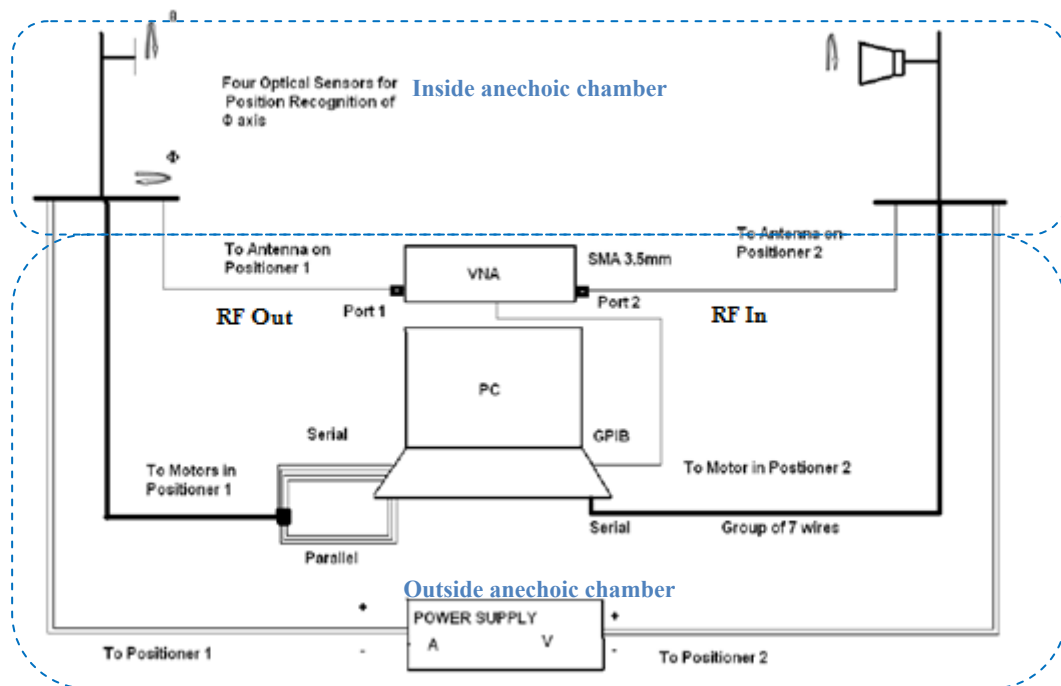 Four Optical Sensors for
Position Recognition of
Φ axis
Inside anechoic chamber
Φ
To Antenna on
Positioner 1
To Antenna on
Positioner 2
VNA
SMA 3.5mm
Port 1
Port 2
RF Out
RF In
PC
Serial
GPIB
To Motors in
Positioner 1
To Motor in Postioner 2
Serial
Group of 7 wires
Parallel
Outside anechoic chamber
+
POWER SUPPLY
+
-
A
V
-
To Positioner 1
To Positioner 2